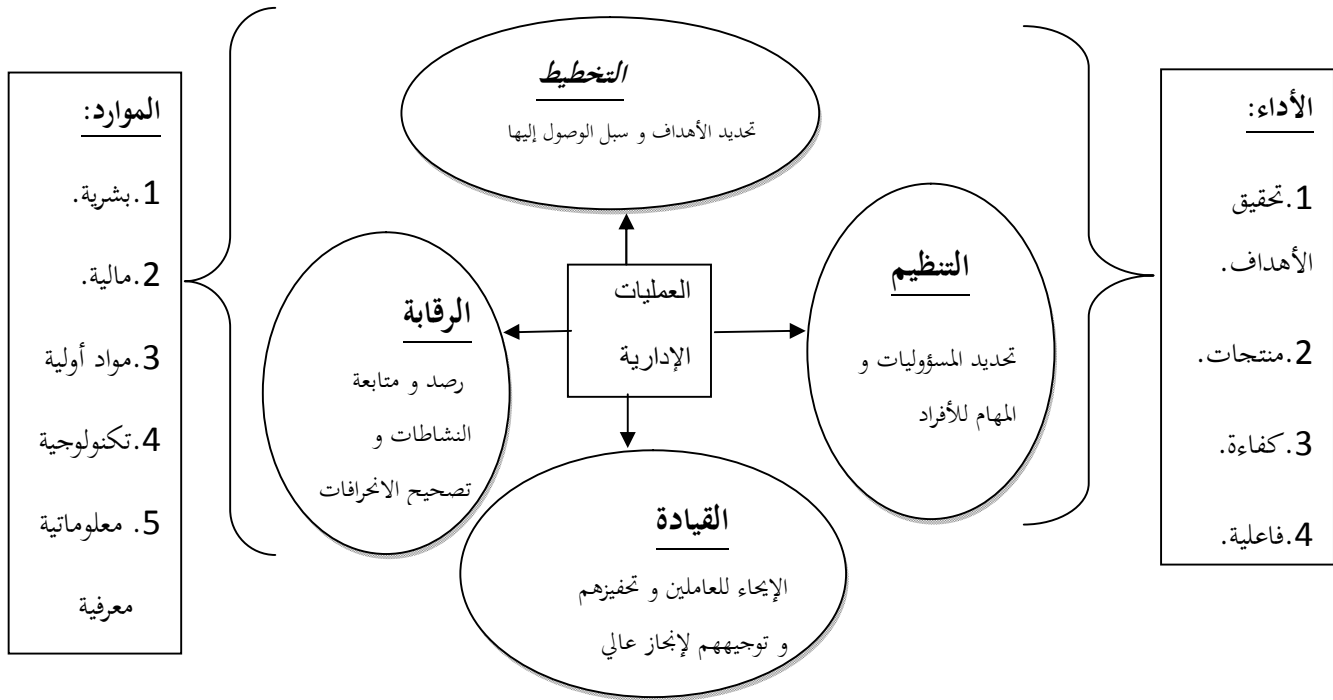 الأداء:
1.تحقيق
الأهداف.
2.منتجات.
3.كفاءة.
4.فاعلية.
التخطيط
تحديد الأهداف و سبل الوصول إليها
التنظيم
تحديد المسؤوليات و
المهام للأفراد
العمليات
الإدارية
الرقابة
رصد و متابعة
النشاطات و
تصحيح الانحرافات
القيادة
الإيحاء للعاملين و تحفيزهم
و توجيههم لإنجاز عالي
الموارد:
1.بشرية.
2.مالية.
3.مواد أولية
4.تكنولوجية
5. معلوماتية
معرفية